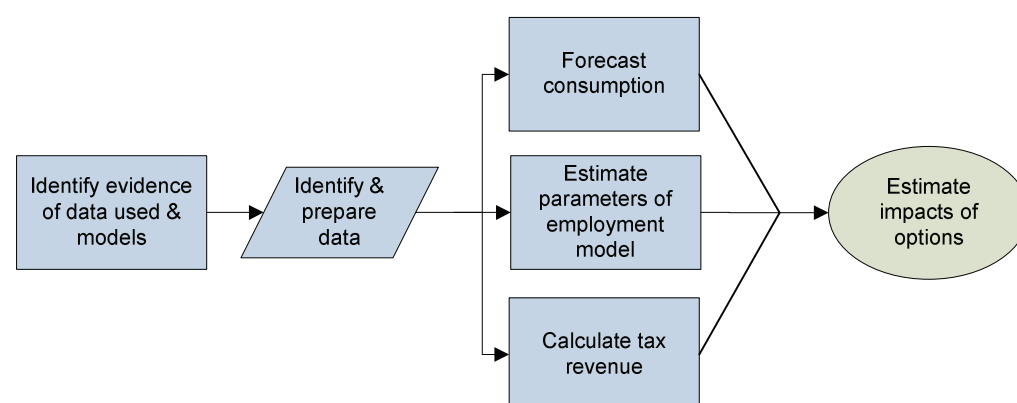 Identify evidence
of data used &
models
Identify &
prepare
data
Forecast
consumption
Estimate
parameters of
employment
model
Calculate tax
revenue
Estimate
impacts of
options